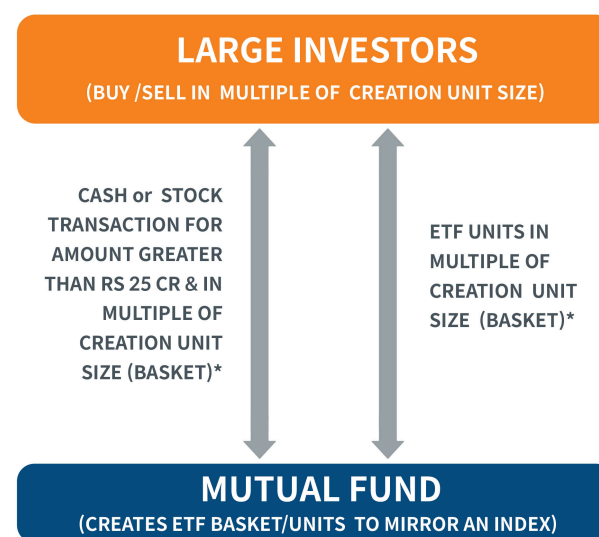 LARGE INVESTORS
(BUY /SELL IN MULTIPLE OF CREATION UNIT SIZE)
CASH or STOCK
TRANSACTION FOR
AMOUNT GREATER
THAN RS 25 CR & IN
MULTIPLE OF
CREATION UNIT
SIZE (BASKET)*
ETF UNITS IN
MULTIPLE OF
CREATION UNIT
SIZE (BASKET)*
MUTUAL FUND
(CREATES ETF BASKET/UNITS TO MIRROR AN INDEX)